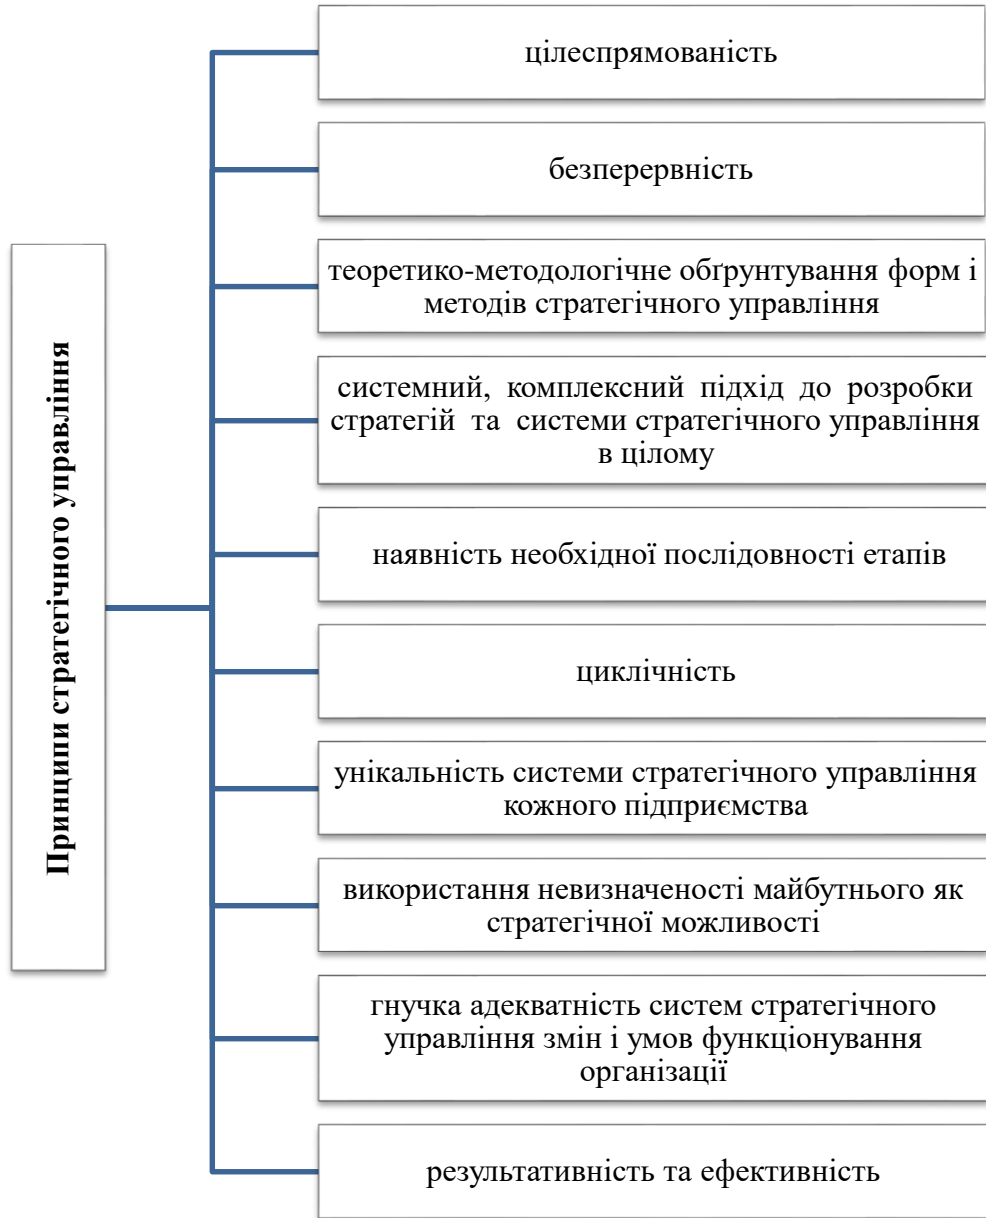 Принципи стратегічного управління
цілеспрямованість
безперервність
теоретико-методологічне обґрунтування форм і
методів стратегічного управління
системний, комплексний підхід до розробки
стратегій та системи стратегічного управління
в цілому
наявність необхідної послідовності етапів
циклічність
унікальність системи стратегічного управління
кожного підприємства
використання невизначеності майбутнього як
стратегічної можливості
гнучка адекватність систем стратегічного
управління змін і умов функціонування
організації
результативність та ефективність